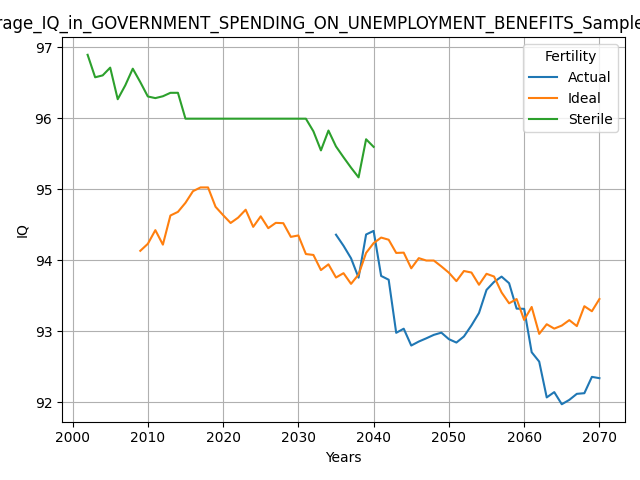 rage_IQ_in_GOVERNMENT_SPENDING_ON_UNEMPLOYMENT_BENEFITS_Sample
97
96
95
94
93
92
IQ
Fertility
Actual
Ideal
Sterile
2000 2010 2020 2030 2040 2050 2060 2070
Years